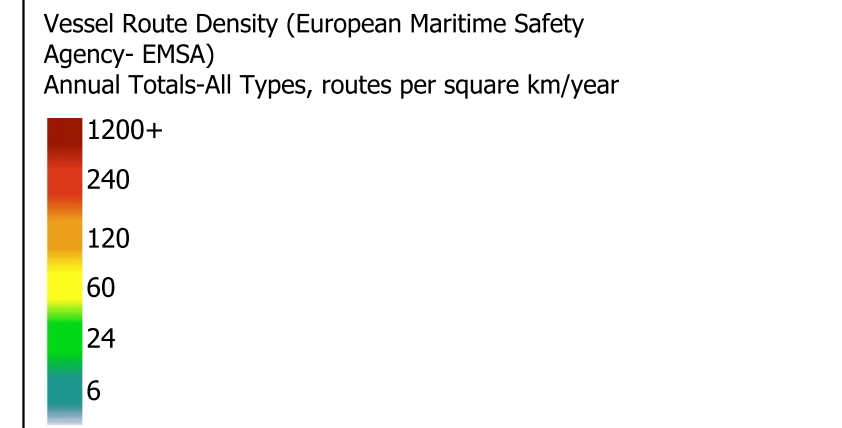 Vessel Route Density (European Maritime Safety
Agency- EMSA)
Annual Totals-All Types, routes per square km/year
1200+
240
120
60
24
6